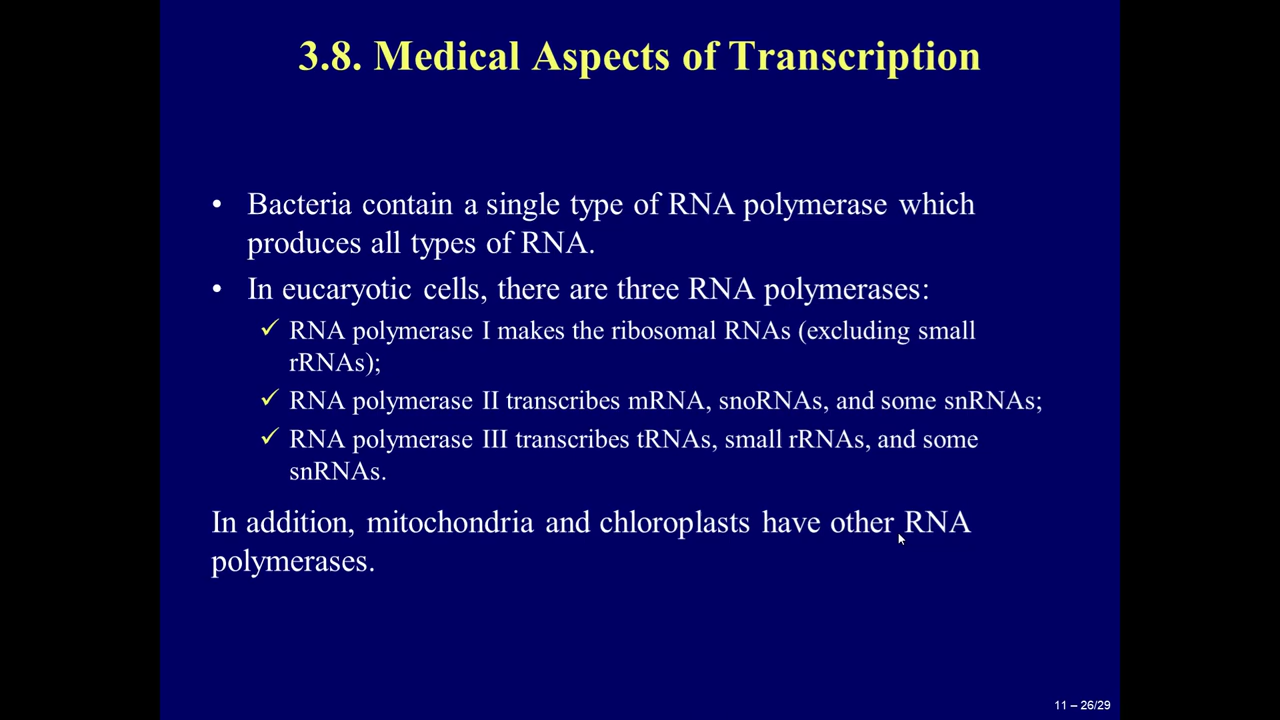 3.8. Medical Aspects of Transcription
• Bacteria contain a single type of RNA polymerase which
produces all types of RNA.
• In eucaryotic cells, there are three RNA polymerases:
✓ RNA polymerase I makes the ribosomal RNAs (excluding small
rRNAs);
✓ RNA polymerase II transcribes mRNA, snoRNAs, and some snRNAs;
✓ RNA polymerase III transcribes tRNAs, small rRNAs, and some
snRNAs.
In addition, mitochondria and chloroplasts have other RNA
polymerases.
11 – 26/29